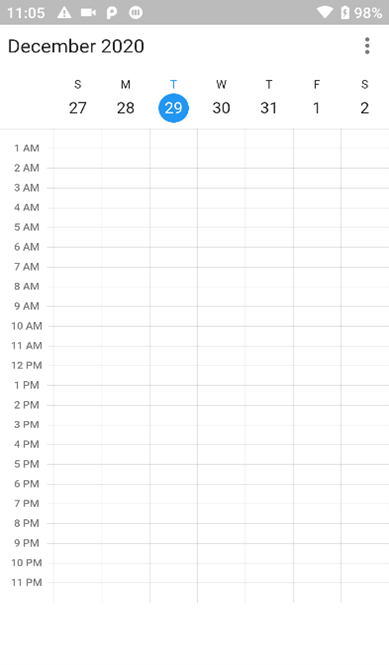 11:05 98%
December 2020
S M T W T F S
27 28 29 30 31 1 2
1 AM
2 AM
3 AM
4 AM
5 AM
6 AM
7 AM
8 AM
9 AM
10 AM
11 AM
12 PM
1 PM
2 PM
3 PM
4 PM
5 PM
6 PM
7 PM
8 PM
9 PM
10 PM
11 PM